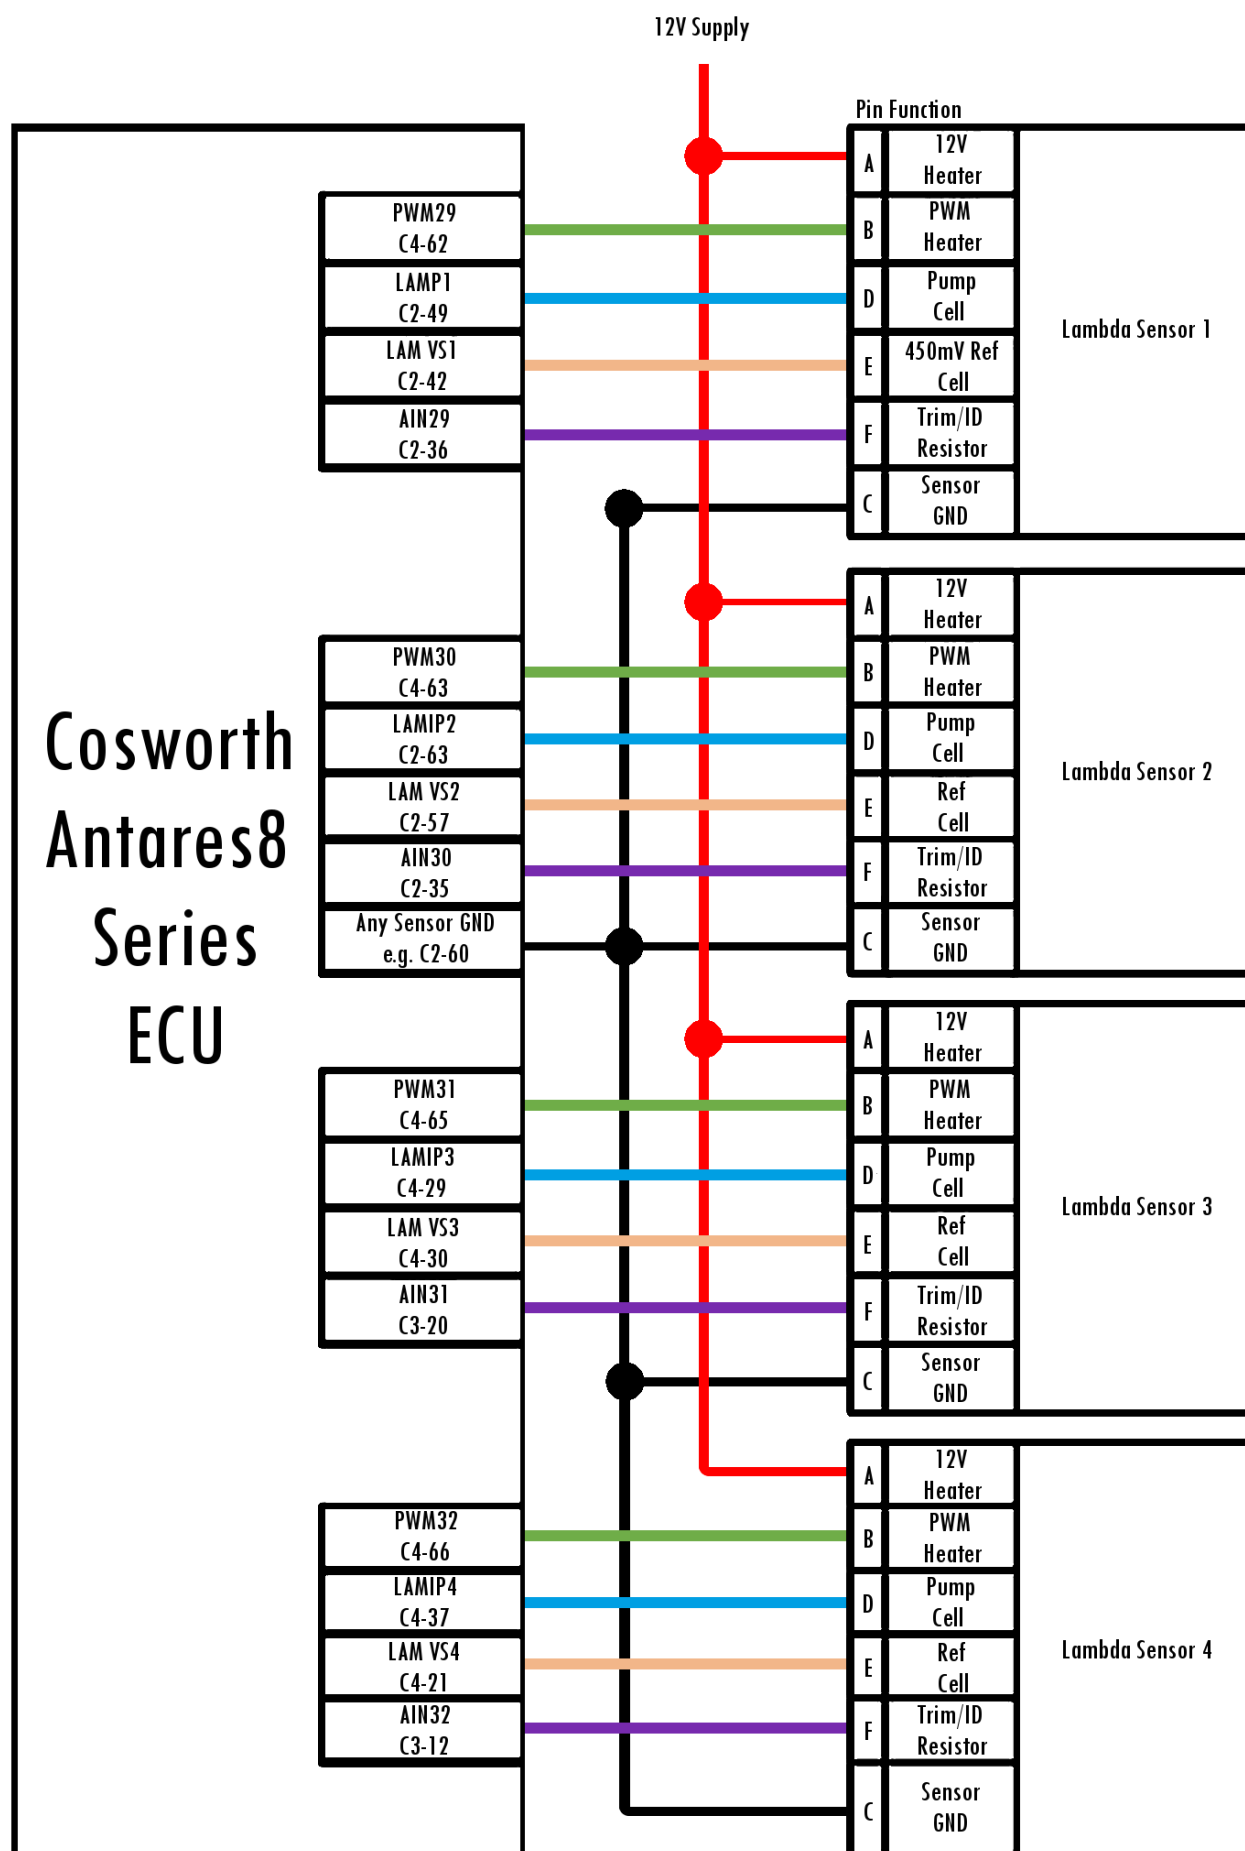 12V Supply
Pin Function
Cosworth
Antares8
Series
ECU
PWM29
C4-62
LAMP1
C2-49
LAM VS1
C2-42
AIN29
C2-36
A
12V
Heater
B
PWM
Heater
D
Pump
Cell
E
450mV Ref
Cell
F
Trim/ID
Resistor
C
Sensor
GND
Lambda Sensor 1
PWM30
C4-63
LAMIP2
C2-63
LAM VS2
C2-57
AIN30
C2-35
Any Sensor GND
e.g. C2-60
A
12V
Heater
B
PWM
Heater
D
Pump
Cell
E
Ref
Cell
F
Trim/ID
Resistor
C
Sensor
GND
Lambda Sensor 2
PWM31
C4-65
LAMIP3
C4-29
LAM VS3
C4-30
AIN31
C3-20
A
12V
Heater
B
PWM
Heater
D
Pump
Cell
E
Ref
Cell
F
Trim/ID
Resistor
C
Sensor
GND
Lambda Sensor 3
PWM32
C4-66
LAMIP4
C4-37
LAM VS4
C4-21
AIN32
C3-12
A
12V
Heater
B
PWM
Heater
D
Pump
Cell
E
Ref
Cell
F
Trim/ID
Resistor
C
Sensor
GND
Lambda Sensor 4